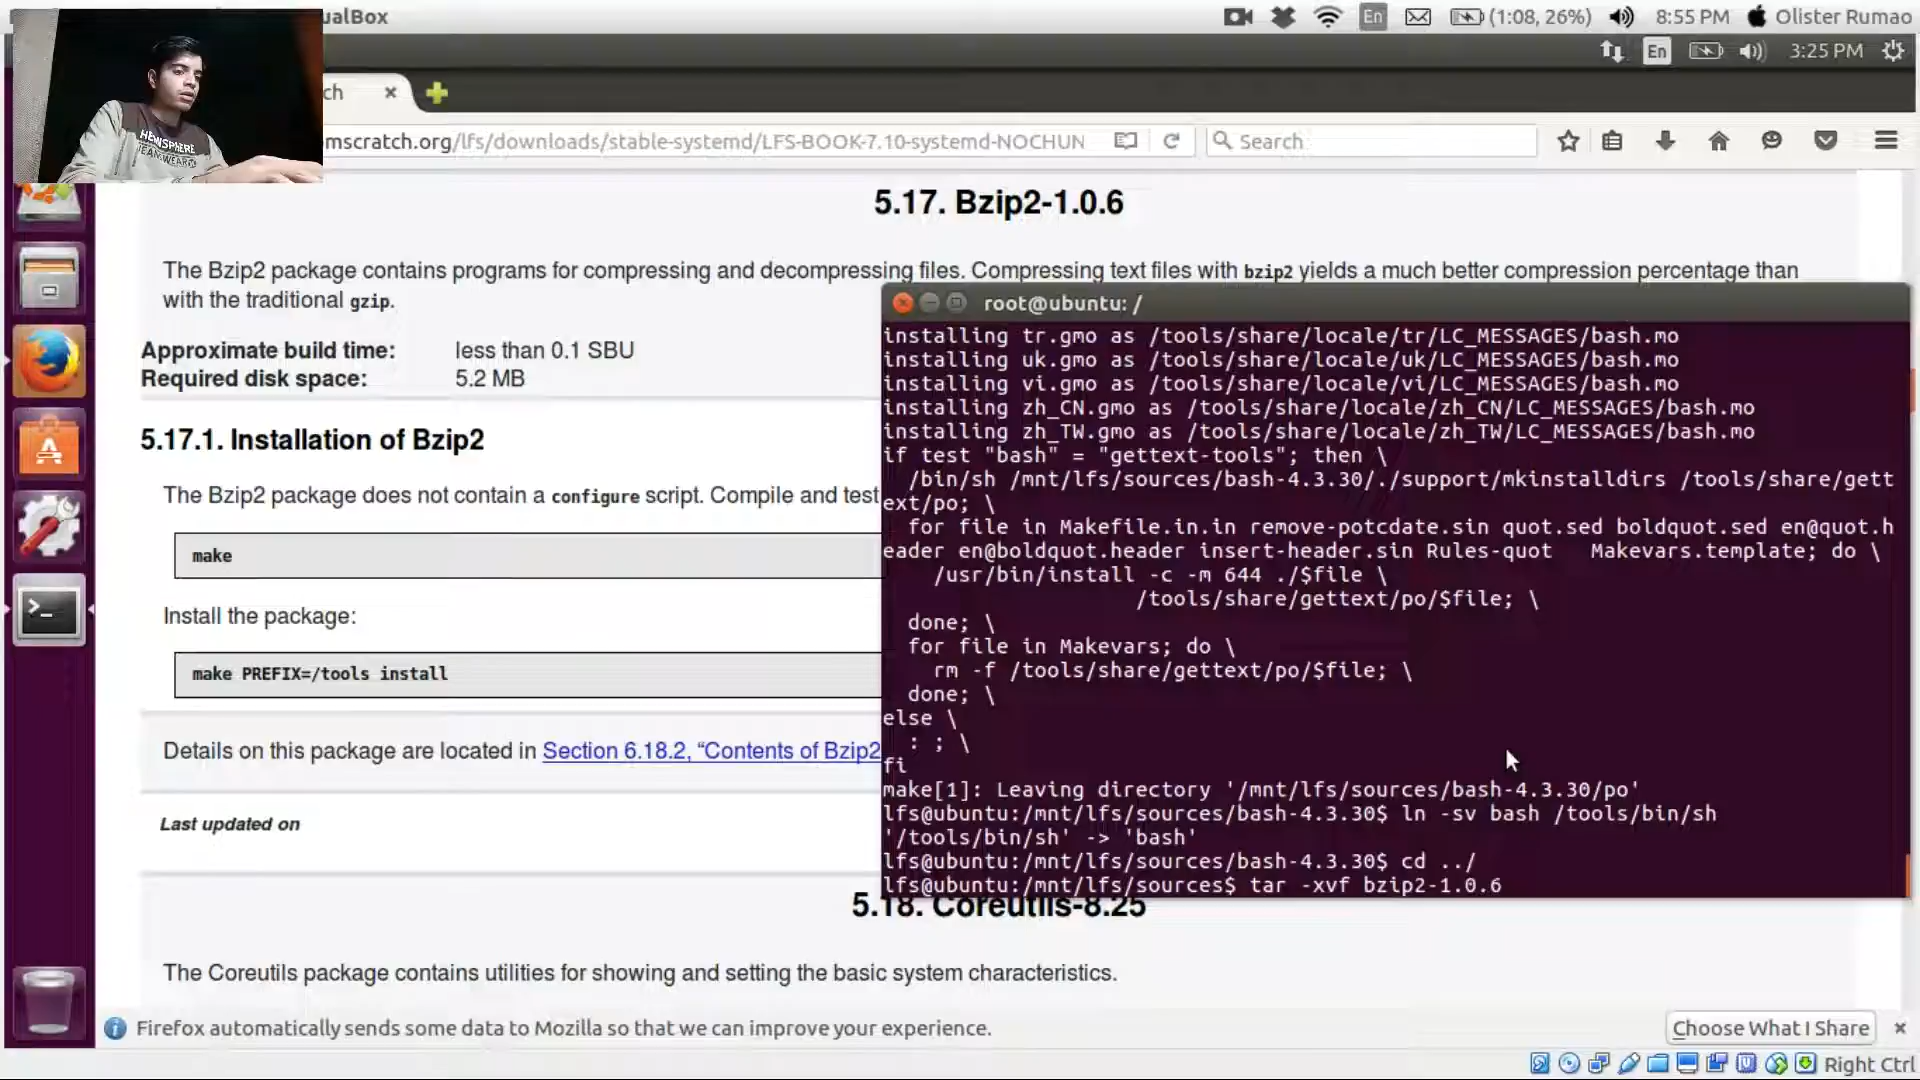 ualBox
En
(1:08, 26%)
8:55 PM
Olister Rumao
En
3:25 PM
ch
mscratch.org/lfs/downloads/stable-systemd/LFS-BOOK-7.10-systemd-NOCHUN
Search
HEMISPHERE
TEAMWEAR
5.17. Bzip2-1.0.6
The Bzip2 package contains programs for compressing and decompressing files. Compressing text files with bzip2 yields a much better compression percentage than
with the traditional gzip.
Approximate build time: less than 0.1 SBU
Required disk space: 5.2 MB
5.17.1. Installation of Bzip2
The Bzip2 package does not contain a configure script. Compile and test
make
Install the package:
make PREFIX=/tools install
Details on this package are located in Section 6.18.2, “Contents of Bzip2
Last updated on
root@ubuntu: /
installing tr.gmo as /tools/share/locale/tr/LC_MESSAGES/bash.mo
installing uk.gmo as /tools/share/locale/uk/LC_MESSAGES/bash.mo
installing vi.gmo as /tools/share/locale/vi/LC_MESSAGES/bash.mo
installing zh_CN.gmo as /tools/share/locale/zh_CN/LC_MESSAGES/bash.mo
installing zh_TW.gmo as /tools/share/locale/zh_TW/LC_MESSAGES/bash.mo
if test "bash" = "gettext-tools"; then \
/bin/sh /mnt/lfs/sources/bash-4.3.30/./support/mkinstalldirs /tools/share/gett
ext/po; \
for file in Makefile.in.in remove-potcdate.sin quot.sed boldquot.sed en@quot.h
eader en@boldquot.header insert-header.sin Rules-quot Makevars.template; do \
/usr/bin/install -c -m 644 ./$file \
/tools/share/gettext/po/$file; \
done; \
for file in Makevars; do \
rm -f /tools/share/gettext/po/$file; \
done; \
else \
: ; \
fi
make[1]: Leaving directory '/mnt/lfs/sources/bash-4.3.30/po'
lfs@ubuntu:/mnt/lfs/sources/bash-4.3.30$ ln -sv bash /tools/bin/sh
'/tools/bin/sh' -> 'bash'
lfs@ubuntu:/mnt/lfs/sources/bash-4.3.30$ cd ../
lfs@ubuntu:/mnt/lfs/sources$ tar -xvf bzip2-1.0.6
5.18. Coreutils-8.25
The Coreutils package contains utilities for showing and setting the basic system characteristics.
Firefox automatically sends some data to Mozilla so that we can improve your experience.
Choose What I Share
Right Ctrl